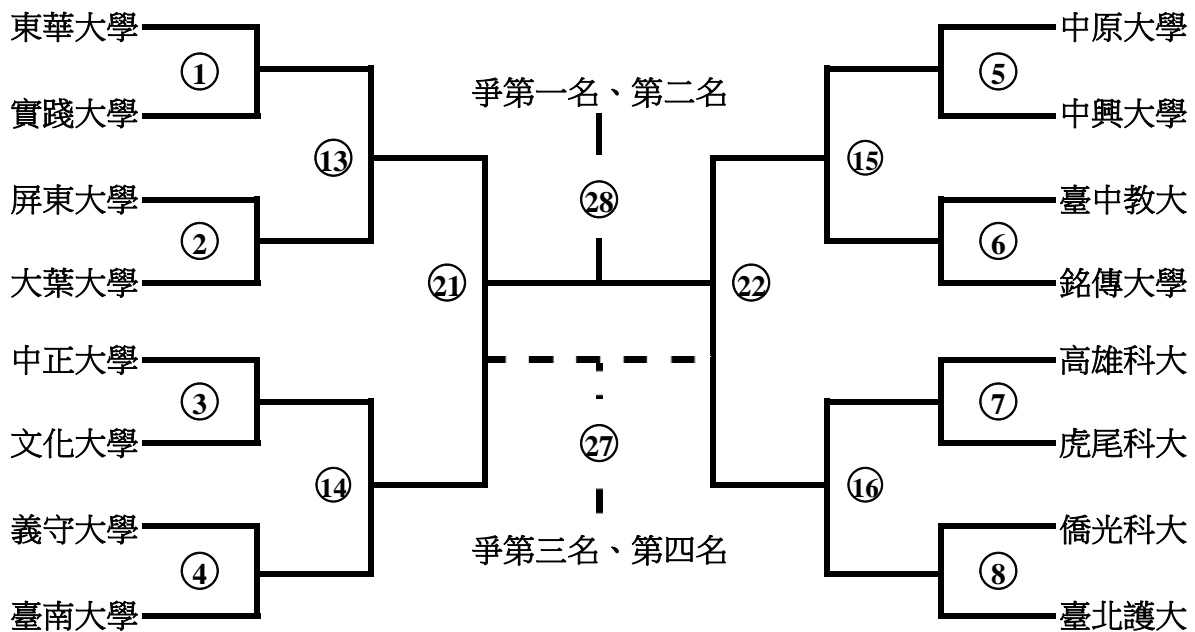 東華大學
①
實踐大學
⑬
屏東大學
②
大葉大學
㉑
中正大學
③
文化大學
⑭
義守大學
④
臺南大學
爭第一名、第二名
㉘
㉗
爭第三名、第四名
中原大學
⑤
中興大學
⑮
臺中教大
⑥
銘傳大學
㉒
高雄科大
⑦
虎尾科大
⑯
僑光科大
⑧
臺北護大